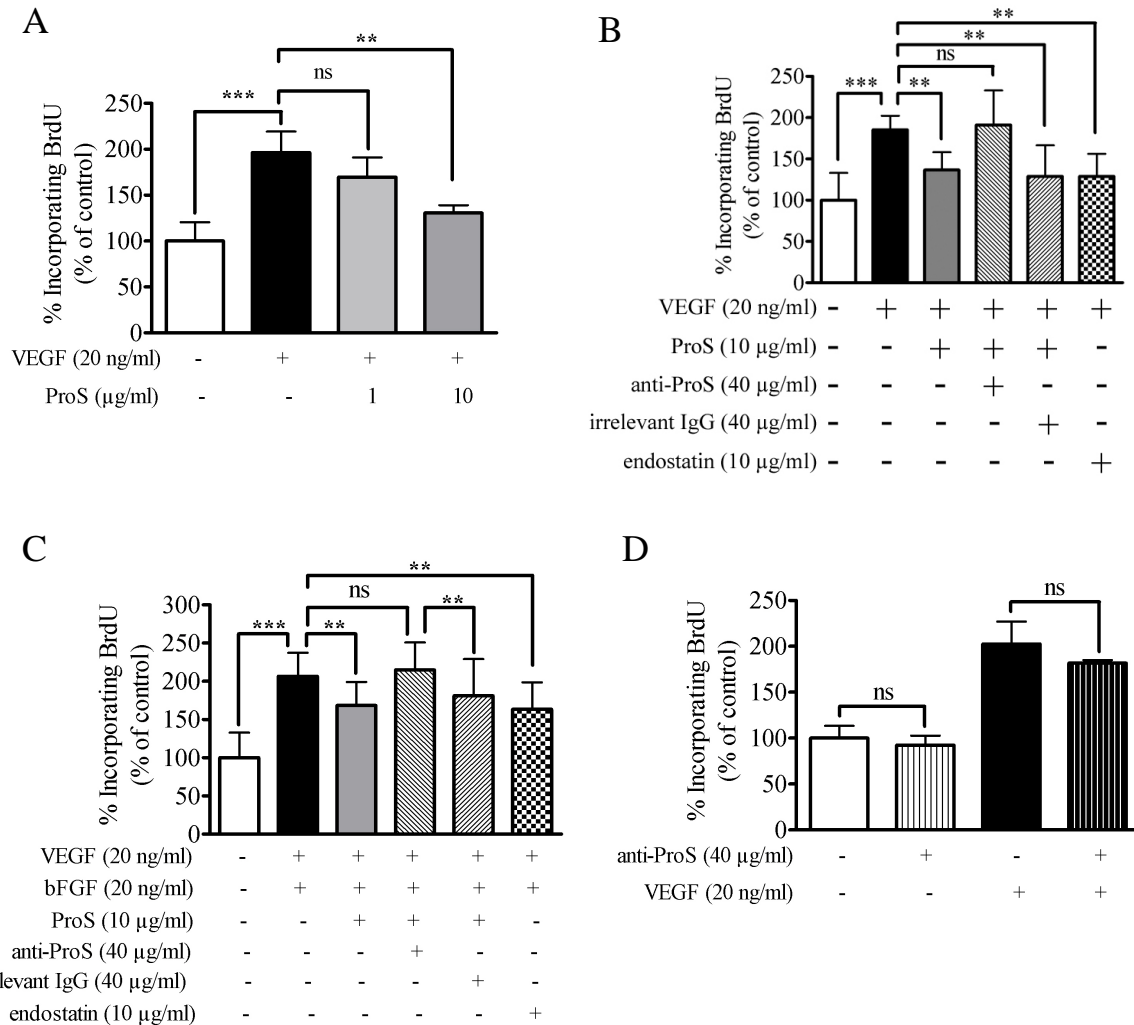 A
**
ns
***
% Incorporating BrdU
(% of control)
250
200
150
100
50
0
VEGF (20 ng/ml) - + + +
ProS (µg/ml) - - 1 10
B
**
**
ns
*** **
% Incorporating BrdU
(% of control)
250
200
150
100
50
0
VEGF (20 ng/ml) - + + + + +
ProS (10 µg/ml) - - + + + -
anti-ProS (40 µg/ml) - - - + - -
irrelevant IgG (40 µg/ml) - - - - + -
endostatin (10 µg/ml) - - - - - +
C
**
ns **
*** **
% Incorporating BrdU
(% of control)
300
250
200
150
100
50
0
VEGF (20 ng/ml) - + + + + +
bFGF (20 ng/ml) - + + + + +
ProS (10 µg/ml) - - + + + -
anti-ProS (40 µg/ml) - - - + - -
levant IgG (40 µg/ml) - - - - + -
endostatin (10 µg/ml) - - - - - +
D
ns
ns
% Incorporating BrdU
(% of control)
250
200
150
100
50
0
anti-ProS (40 µg/ml) - + - +
VEGF (20 ng/ml) - - + +